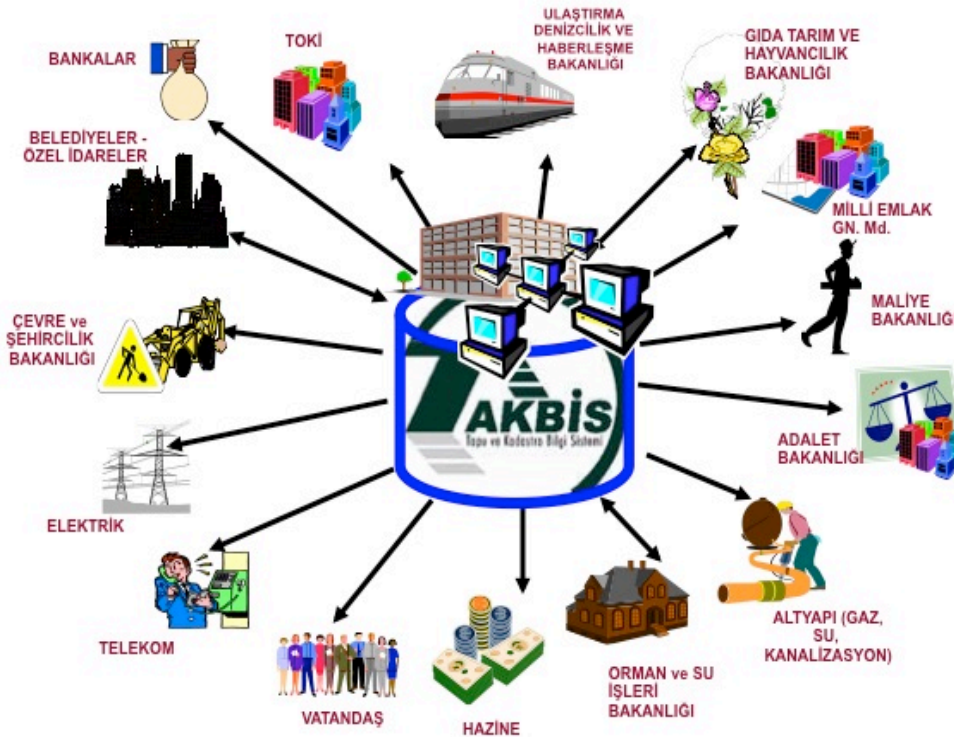 BANKALAR
TOKİ
ULAŞTIRMA
DENİZCİLİK VE
HABERLEŞME
BAKANLIĞI
GIDA TARIM VE
HAYVANCILIK
BAKANLIĞI
BELEDİYELER -
ÖZEL İDARELER
MİLLİ EMLAK
GN. Md.
MALİYE
BAKANLIĞI
ÇEVRE ve
ŞEHİRCİLİK
BAKANLIĞI
TAKBİS
Tapu ve Kadastro Bilgi Sistemi
ADALET
BAKANLIĞI
ELEKTRİK
TELEKOM
VATANDAŞ
HAZİNE
ORMAN ve SU
İŞLERİ
BAKANLIĞI
ALTYAPI (GAZ,
SU,
KANALİZASYON)